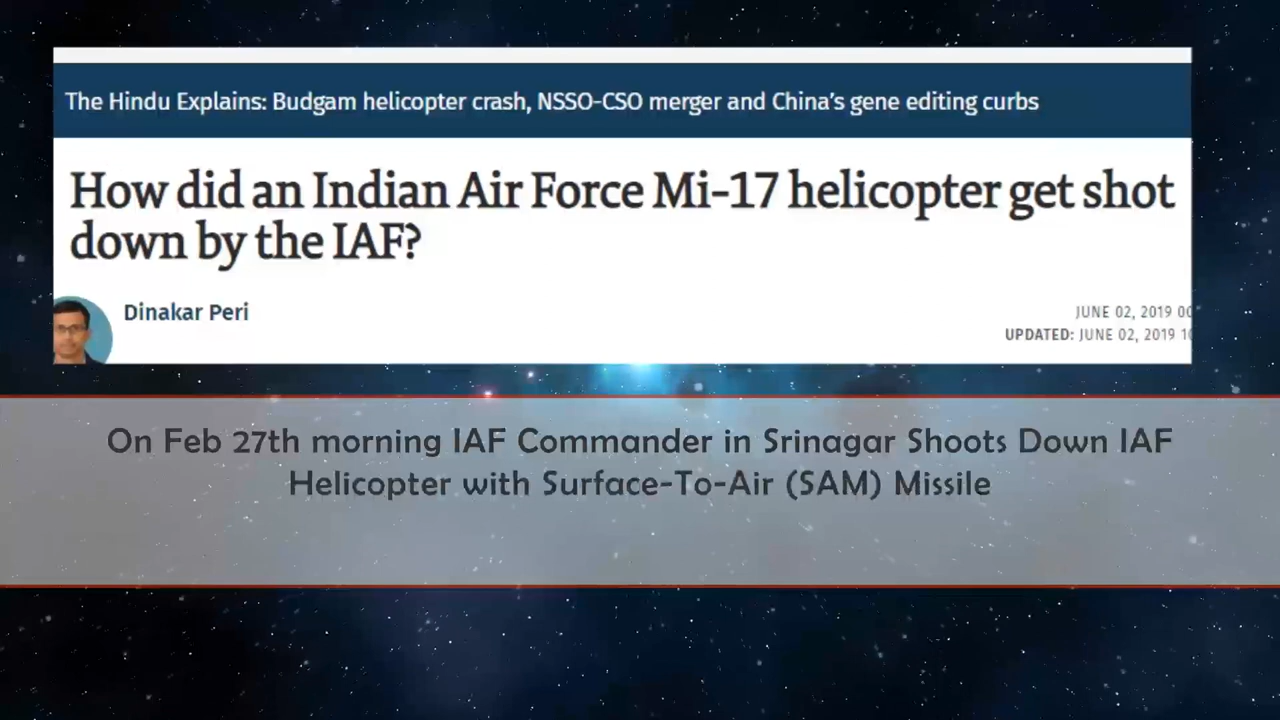 The Hindu Explains: Budgam helicopter crash, NSSO-CSO merger and China's gene editing curbs
How did an Indian Air Force Mi-17 helicopter get shot
down by the IAF?
Dinakar Peri
JUNE 02, 2019
UPDATED: JUNE 02, 2019
On Feb 27th morning IAF Commander in Srinagar Shoots Down IAF
Helicopter with Surface-To-Air (SAM) Missile